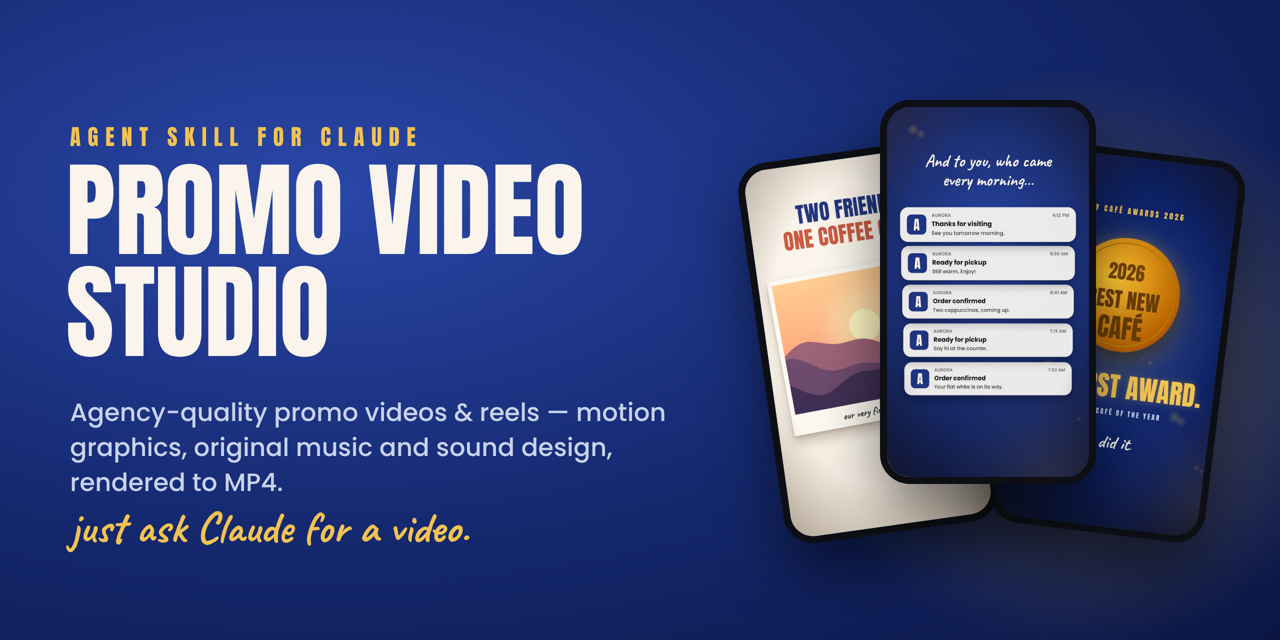 AGENT SKILL FOR CLAUDE
PROMO VIDEO
STUDIO
Agency-quality promo videos & reels — motion
graphics, original music and sound design,
rendered to MP4.
just ask Claude for a video.
TWO
ONE COFFEE
our very
And to you, who came
every morning...
AURORA 4:12 PM
A Thanks for visiting
See you tomorrow morning.
AURORA 9:30 AM
A Ready for pickup
Still warm. Enjoy!
AURORA 8:41 AM
A Order confirmed
Two cappuccinos, coming up.
AURORA 7:15 AM
A Ready for pickup
Say hi at the counter.
AURORA 7:02 AM
A Order confirmed
Your flat white is on its way.
CAFÉ AWARDS 2026
2026
NEW
CAFÉ
AWARD.
CAFÉ OF THE YEAR
did it